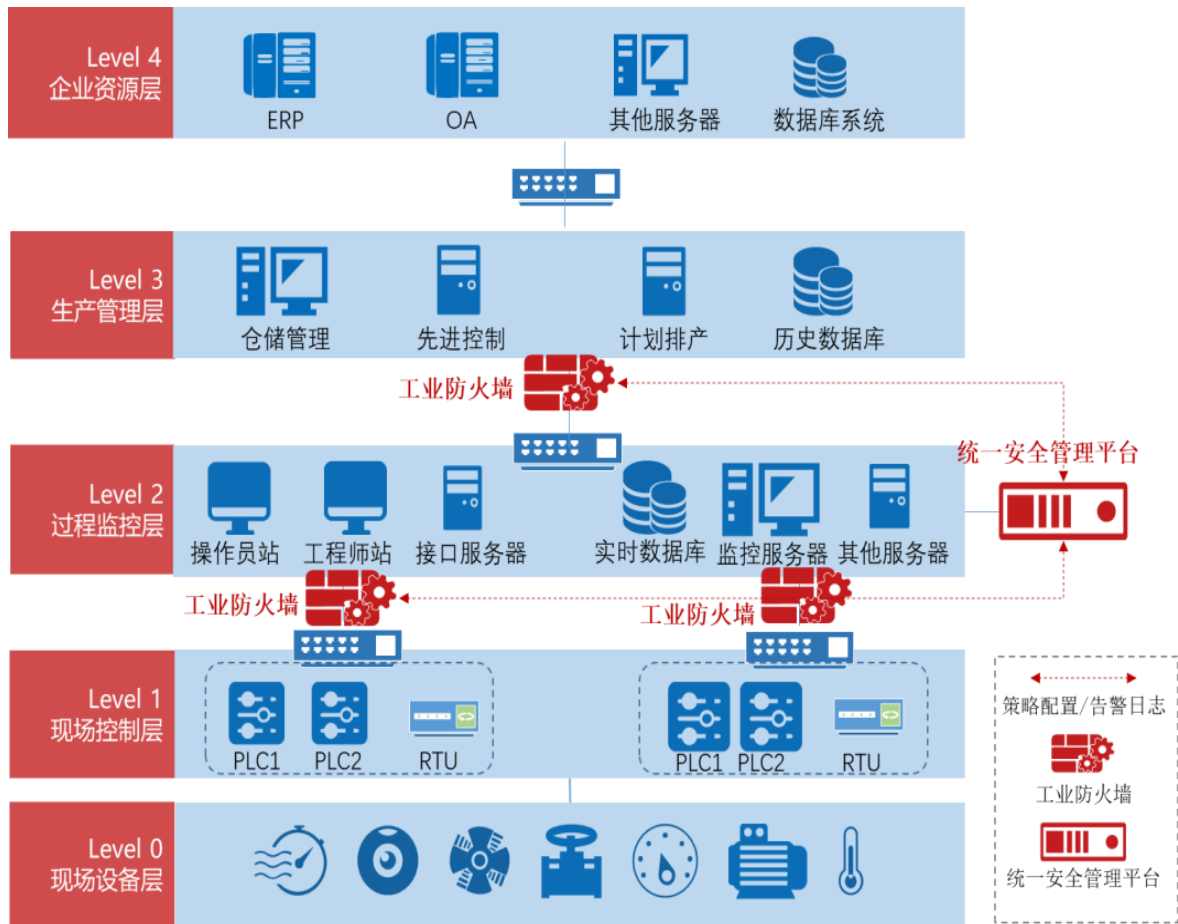 Level 4
企业资源层
ERP
OA
其他服务器
数据库系统
Level 3
生产管理层
仓储管理
先进控制
计划排产
历史数据库
工业防火墙
统一安全管理平台
Level 2
过程监控层
操作员站
工程师站
接口服务器
实时数据库
监控服务器
其他服务器
工业防火墙
工业防火墙
Level 1
现场控制层
PLC1
PLC2
RTU
PLC1
PLC2
RTU
Level 0
现场设备层
策略配置/告警日志
工业防火墙
统一安全管理平台